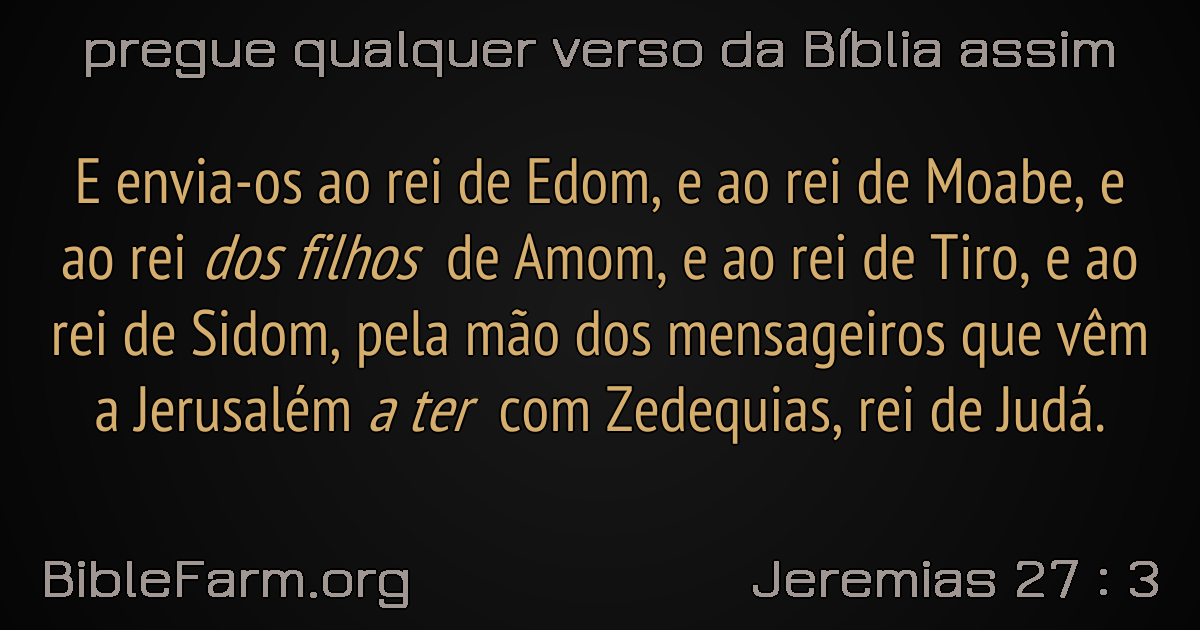 pregue qualquer verso da Bíblia assim
E envia-os ao rei de Edom, e ao rei de Moabe, e
ao rei dos filhos de Amom, e ao rei de Tiro, e ao
rei de Sidom, pela mão dos mensageiros que vêm
a Jerusalém a ter com Zedequias, rei de Judá.
BibleFarm.org
Jeremias 27 : 3